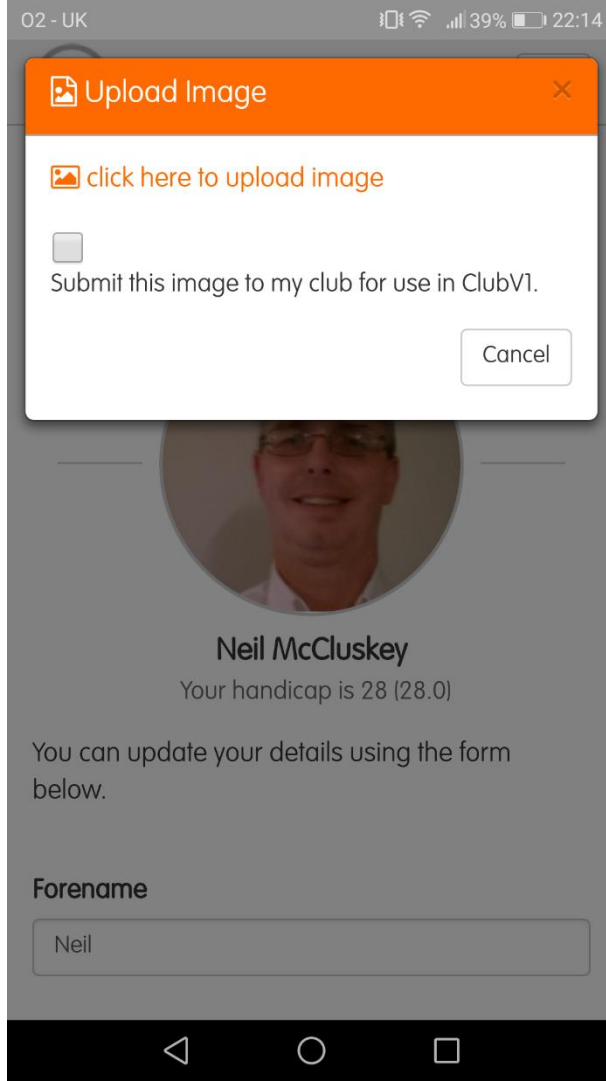 O2 - UK 39% 22:14
Upload Image ×
click here to upload image
Submit this image to my club for use in ClubV1.
Cancel
Neil McCluskey
Your handicap is 28 (28.0)
You can update your details using the form
below.
Forename
Neil